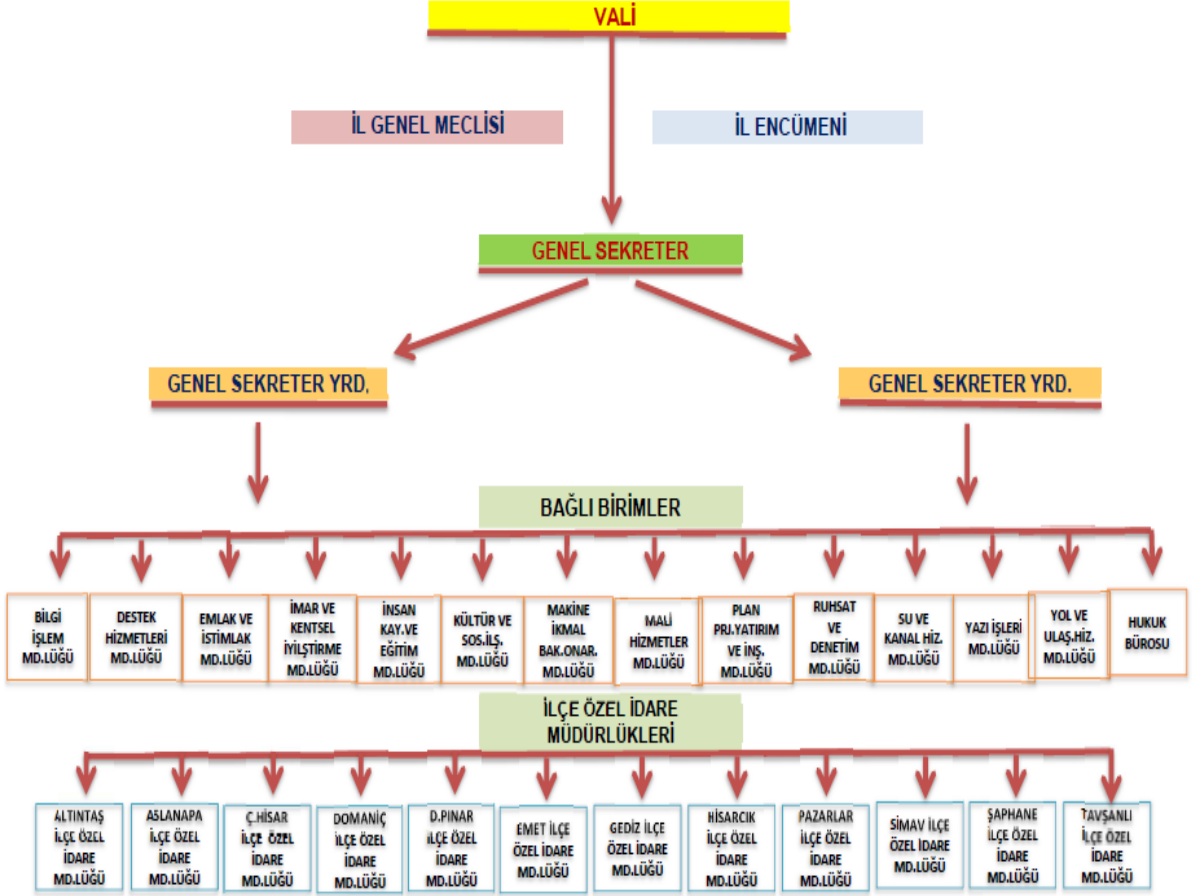 VALİ
İL GENEL MECLİSİ
İL ENCÜMENİ
GENEL SEKRETER
GENEL SEKRETER YRD.
GENEL SEKRETER YRD.
BAĞLI BİRİMLER
BİLGİ
İŞLEM
MD.LÜĞÜ
DESTEK
HİZMETLERİ
MD.LÜĞÜ
EMLAK VE
İSTİMLAK
MD.LÜĞÜ
İMAR VE
KENTSEL
İYİLŞTİRME
MD.LÜĞÜ
İNSAN
KAY.VE
EĞİTİM
MD.LÜĞÜ
KÜLTÜR VE
SOS.İLŞ.
MD.LÜĞÜ
MAKİNE
İKMAL
BAK.ONAR.
MD.LÜĞÜ
MALİ
HİZMETLER
MD.LÜĞÜ
PLAN
PRJ.YATIRIM
VE İNŞ.
MD.LÜĞÜ
RUHSAT
VE
DENETİM
MD.LÜĞÜ
SU VE
KANAL HİZ.
MD.LÜĞÜ
YAZI İŞLERİ
MD.LÜĞÜ
YOL VE
ULAŞ.HİZ.
MD.LÜĞÜ
HUKUK
BÜROSU
İLÇE ÖZEL İDARE
MÜDÜRLÜKLERİ
ALTINTAŞ
İLÇE ÖZEL
İDARE
MD.LÜĞÜ
ASLANAPA
İLÇE ÖZEL
İDARE
MD.LÜĞÜ
Ç.HİSAR
İLÇE ÖZEL
İDARE
MD.LÜĞÜ
DOMANİÇ
İLÇE ÖZEL
İDARE
MD.LÜĞÜ
D.PINAR
İLÇE ÖZEL
İDARE
MD.LÜĞÜ
EMET İLÇE
ÖZEL İDARE
MD.LÜĞÜ
GEDİZ İLÇE
ÖZEL İDARE
MD.LÜĞÜ
HİSARCIK
İLÇE ÖZEL
İDARE
MD.LÜĞÜ
PAZARLAR
İLÇE ÖZEL
İDARE
MD.LÜĞÜ
SİMAV İLÇE
ÖZEL İDARE
MD.LÜĞÜ
ŞAPHANE
İLÇE ÖZEL
İDARE
MD.LÜĞÜ
TAVŞANLI
İLÇE ÖZEL
İDARE
MD.LÜĞÜ